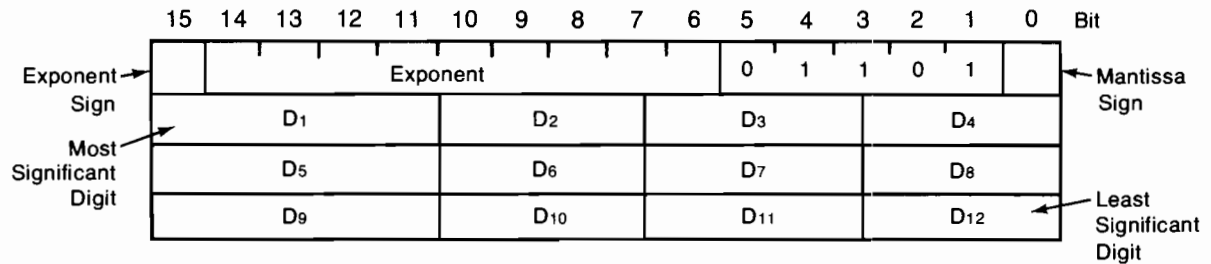 15 14 13 12 11 10 9 8 7 6 5 4 3 2 1 0 Bit
Exponent Sign
Exponent
0 1 1 0 1
Mantissa Sign
D1 D2 D3 D4
Most Significant Digit
D5 D6 D7 D8
D9 D10 D11 D12
Least Significant Digit